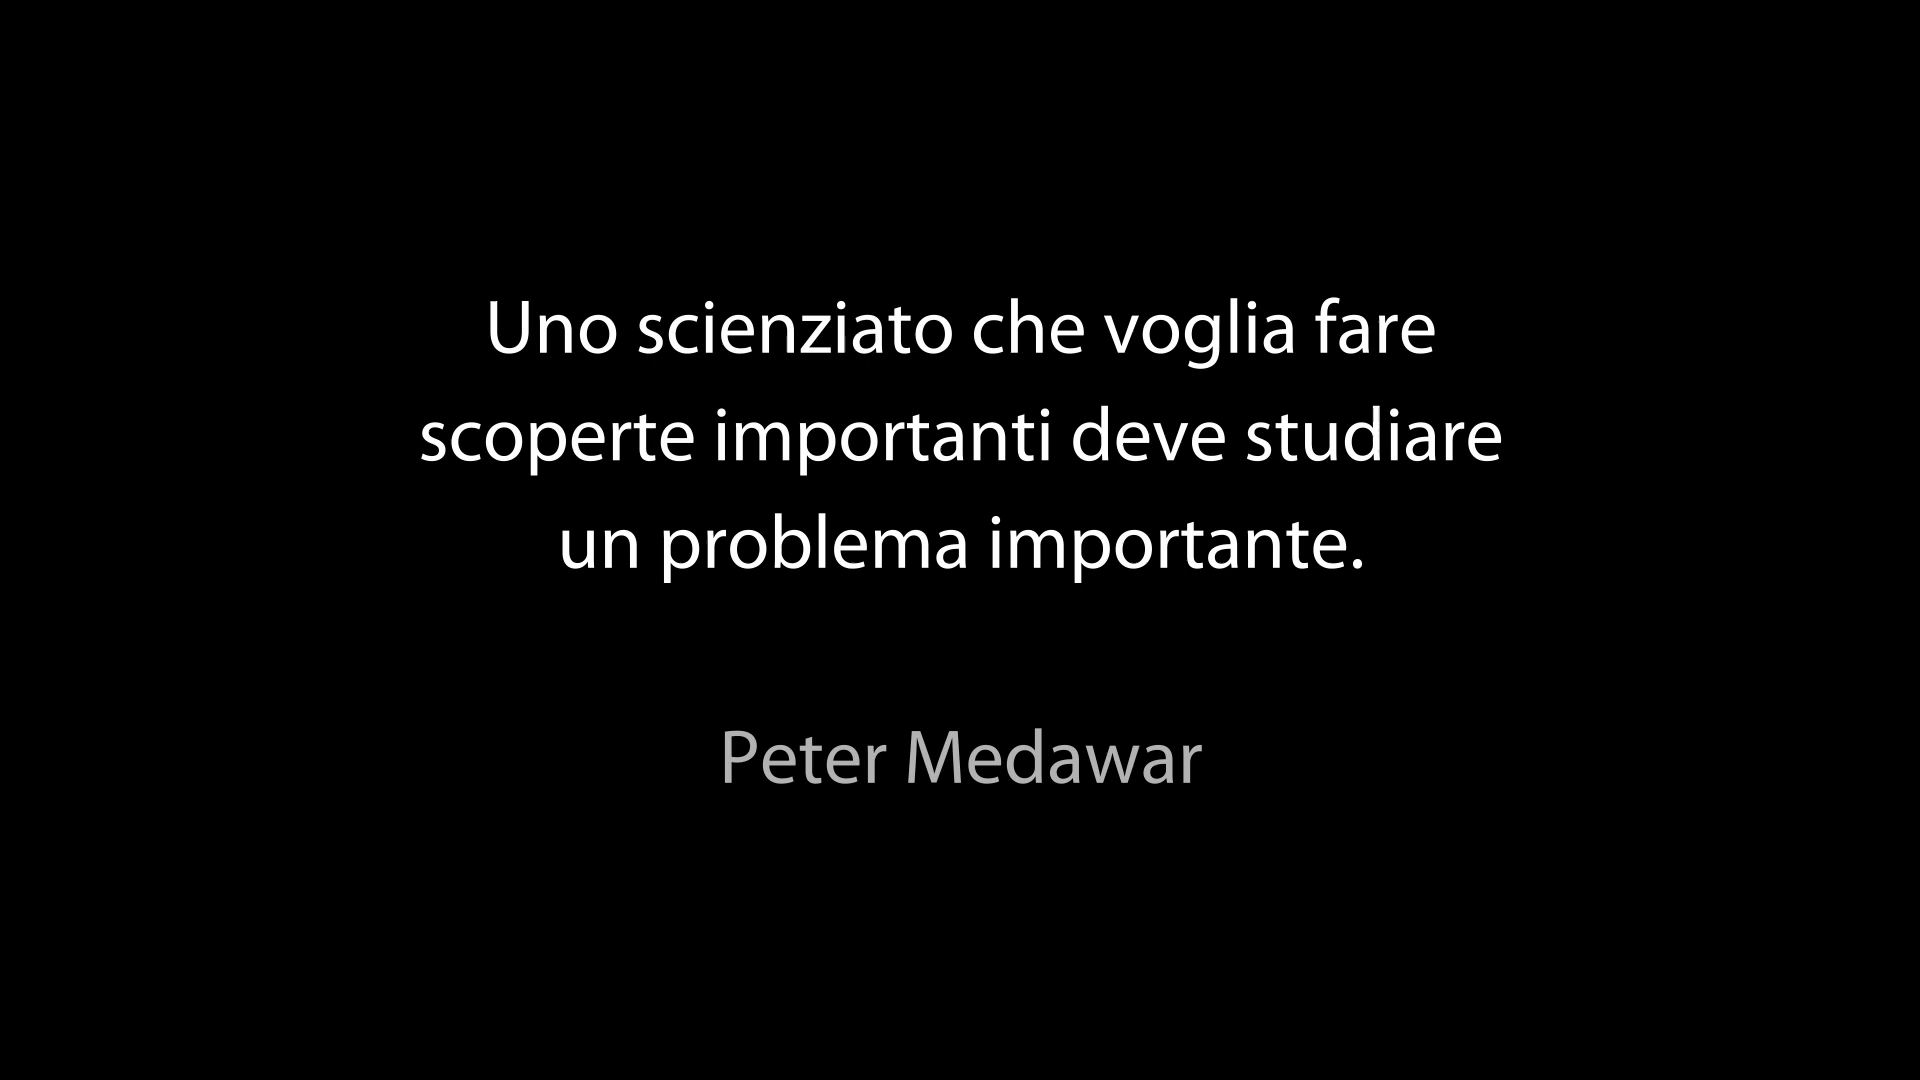 Uno scienziato che voglia fare
scoperte importanti deve studiare
un problema importante.
Peter Medawar